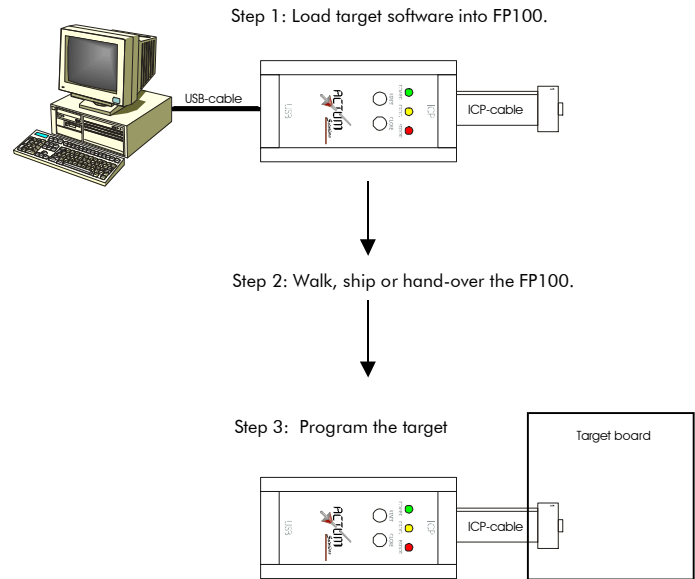 Step 1: Load target software into FP100.
USB-cable
USB
ACTUM
ICP
ICP-cable
Step 2: Walk, ship or hand-over the FP100.
Step 3: Program the target
Target board
USB
ACTUM
ICP
ICP-cable